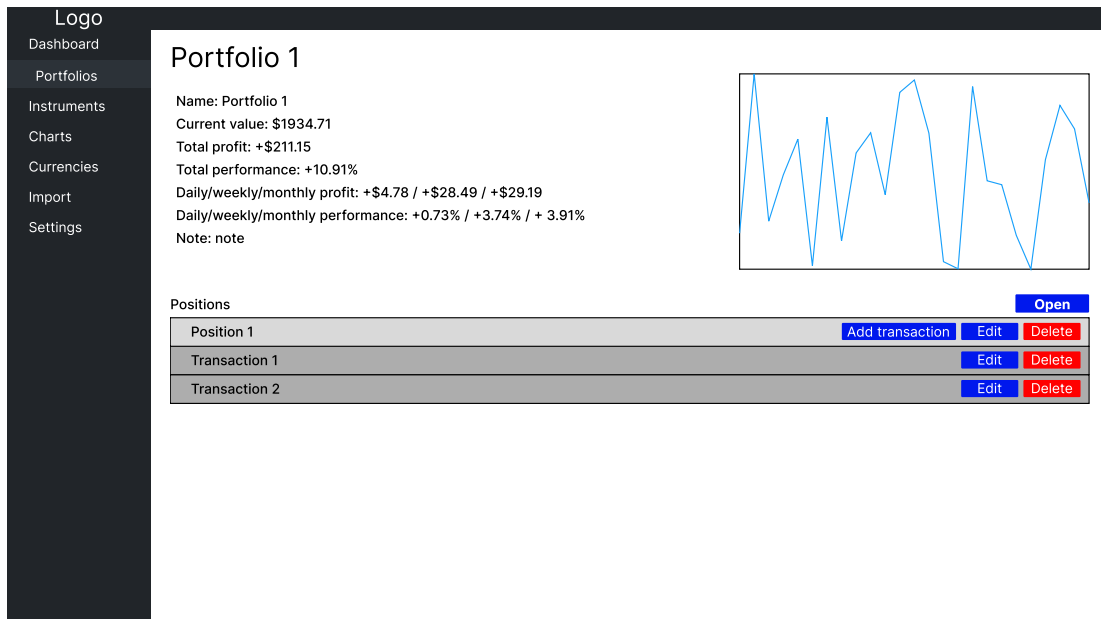 Logo
Dashboard
Portfolios
Instruments
Charts
Currencies
Import
Settings
Portfolio 1
Name: Portfolio 1
Current value: $1934.71
Total profit: +$211.15
Total performance: +10.91%
Daily/weekly/monthly profit: +$4.78 / +$28.49 / +$29.19
Daily/weekly/monthly performance: +0.73% / +3.74% / + 3.91%
Note: note
Positions Open
Position 1 Add transaction Edit Delete
Transaction 1 Edit Delete
Transaction 2 Edit Delete